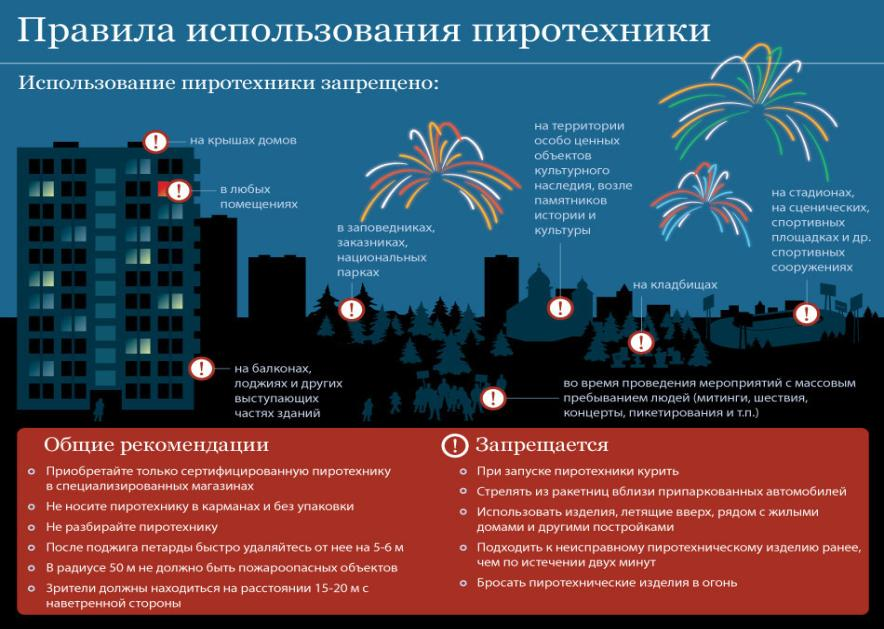 Правила использования пиротехники
Использование пиротехники запрещено:
на крышах домов
в любых
помещениях
в заповедниках,
заказниках,
национальных
парках
на территории
особо ценных
объектов
культурного
наследия, возле
памятников
истории и
культуры
на кладбищах
на стадионах,
на сценических,
спортивных
площадках и др.
спортивных
сооружениях
на балконах,
лоджиях и других
выступающих
частях зданий
во время проведения мероприятий с массовым
пребыванием людей (митинги, шествия,
концерты, пикетирования и т.п.)
Общие рекомендации
Приобретайте только сертифицированную пиротехнику
в специализированных магазинах
Не носите пиротехнику в карманах и без упаковки
Не разбирайте пиротехнику
После поджига петарды быстро удаляйтесь от нее на 5-6 м
В радиусе 50 м не должно быть пожароопасных объектов
Зрители должны находиться на расстоянии 15-20 м с
наветренной стороны
Запрещается
При запуске пиротехники курить
Стрелять из ракетниц вблизи припаркованных автомобилей
Использовать изделия, летящие вверх, рядом с жилыми
домами и другими постройками
Подходить к неисправному пиротехническому изделию ранее,
чем по истечении двух минут
Бросать пиротехнические изделия в огонь